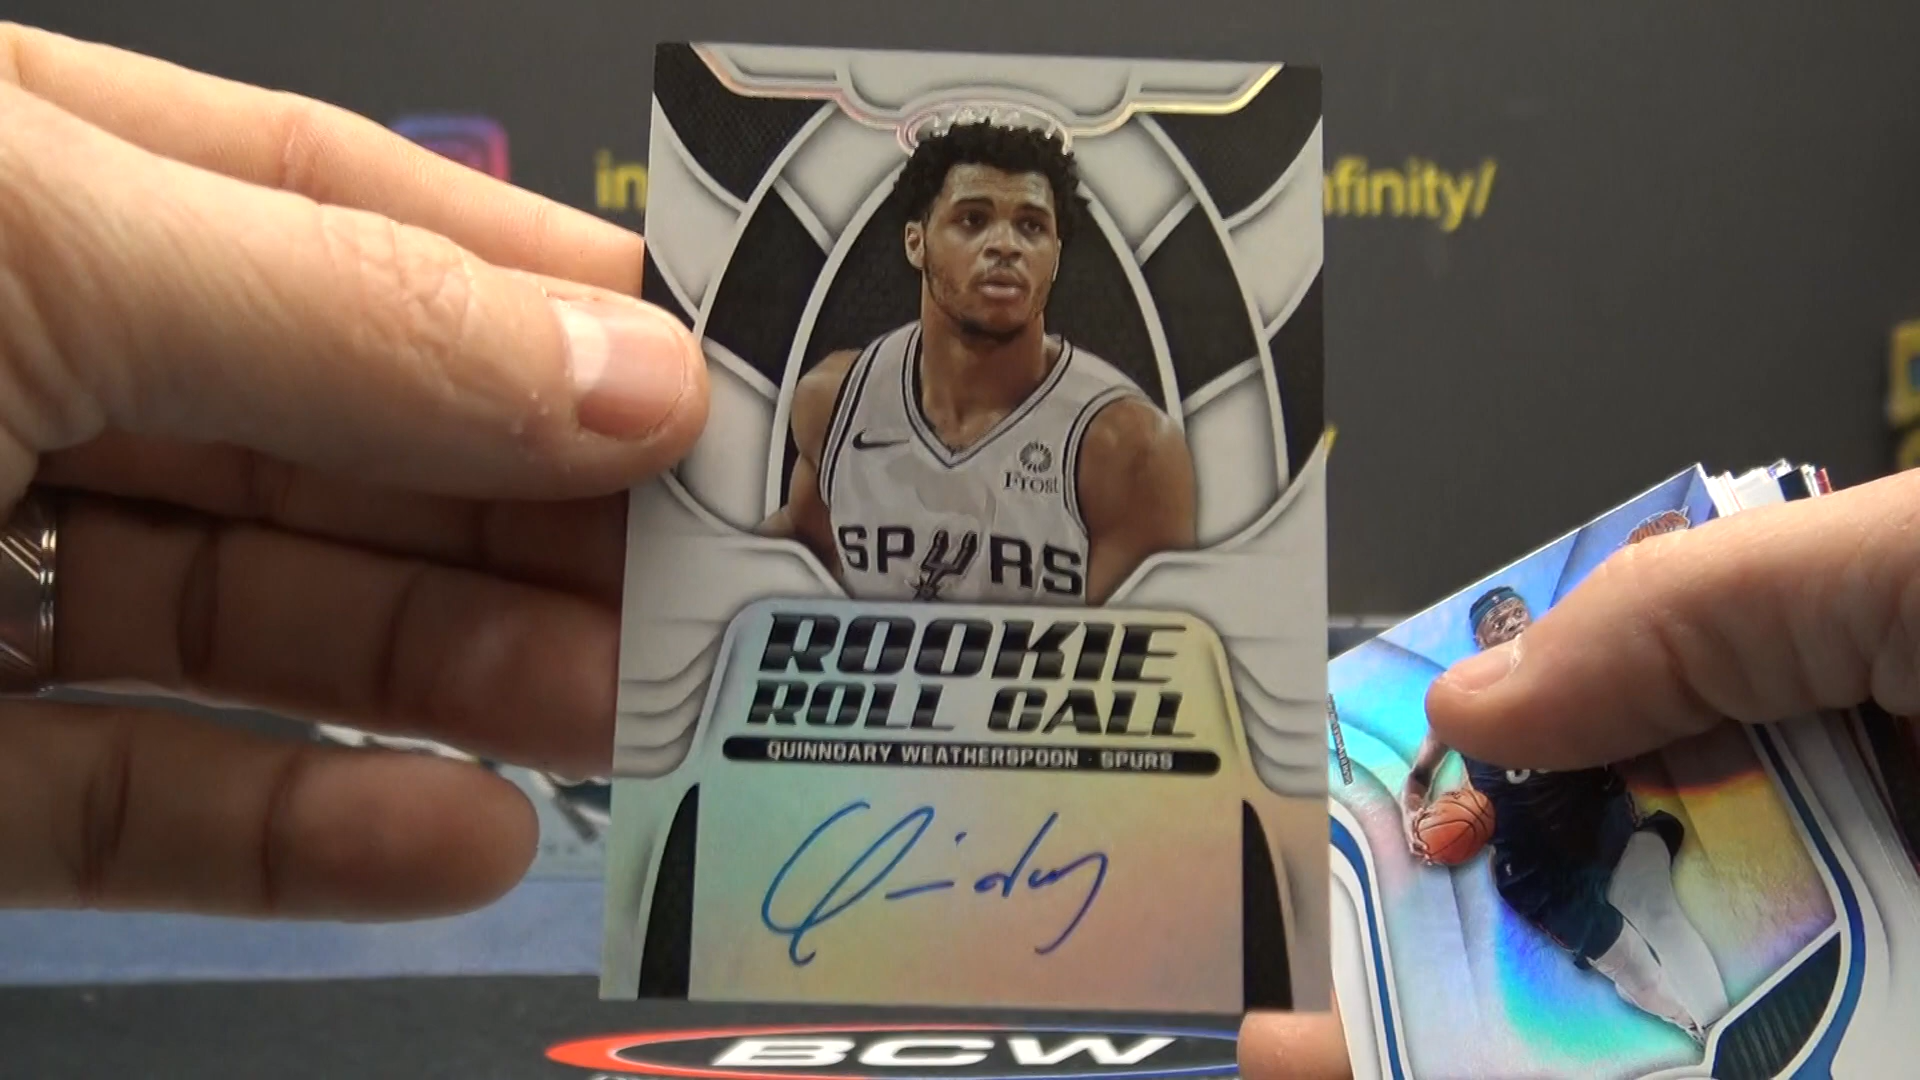 in
nfinity/
Frost
SPURS
ROOKIE
ROLL CALL
QUINNDARY WEATHERSPOON · SPURS
BCW